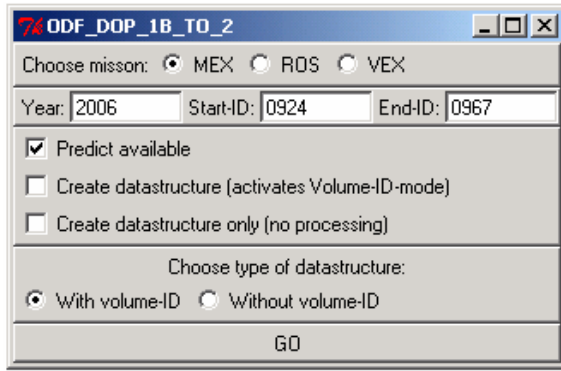 ODF_DOP_1B_TO_2
Choose misson: MEX ROS VEX
Year: 2006 Start-ID: 0924 End-ID: 0967
Predict available
Create datastructure (activates Volume-ID-mode)
Create datastructure only (no processing)
Choose type of datastructure:
With volume-ID Without volume-ID
GO